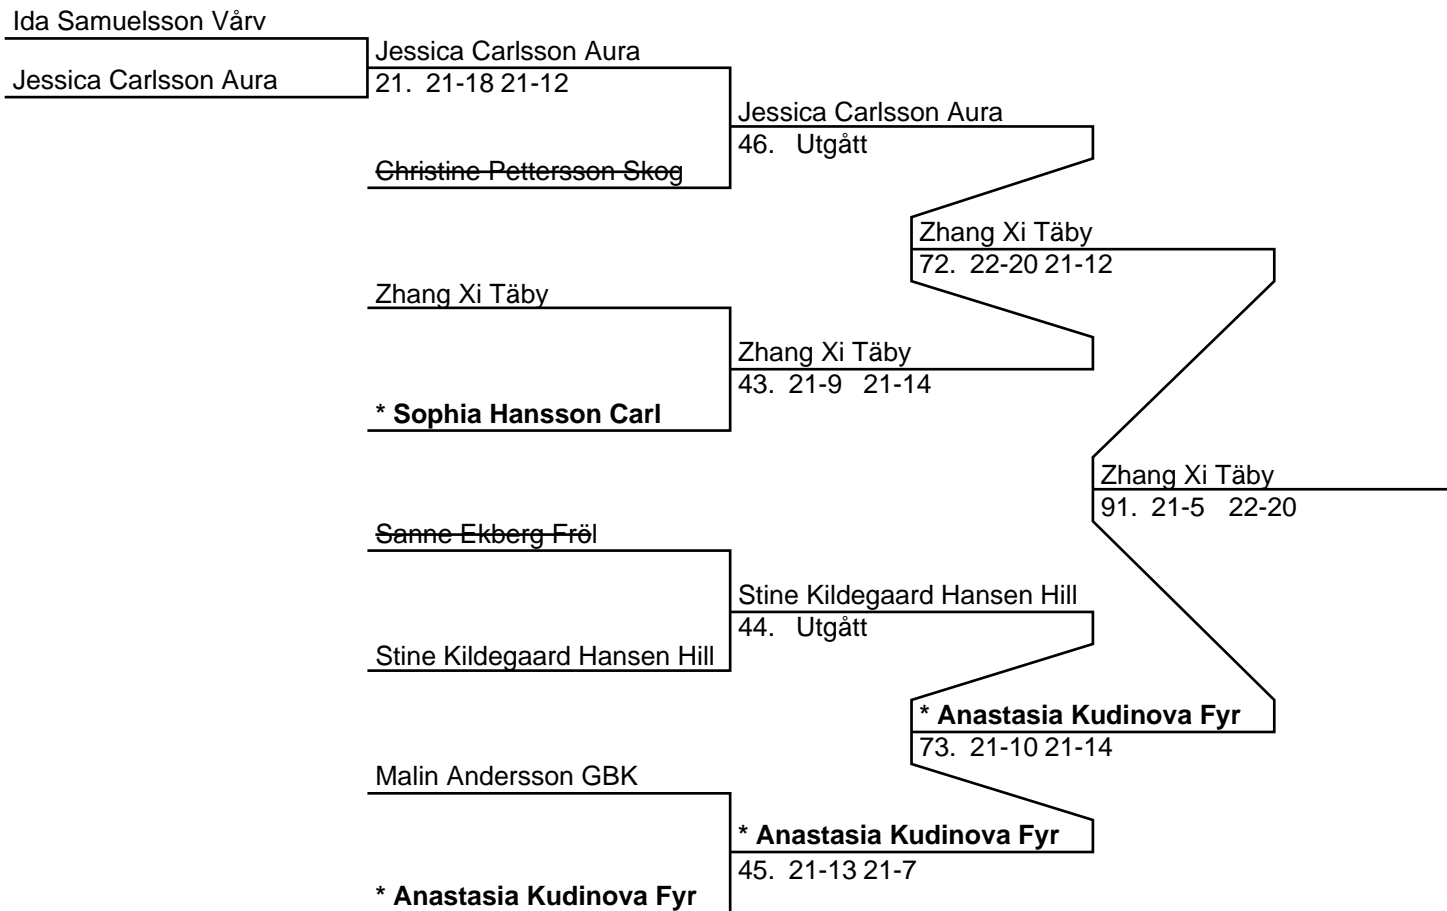 Ida Samuelsson Vårv
Jessica Carlsson Aura
Jessica Carlsson Aura
21. 21-18 21-12
Christine Pettersson Skog
Jessica Carlsson Aura
46. Utgått
Zhang Xi Täby
* Sophia Hansson Carl
Zhang Xi Täby
43. 21-9 21-14
Zhang Xi Täby
72. 22-20 21-12
Sanne Ekberg Fröl
Stine Kildegaard Hansen Hill
Stine Kildegaard Hansen Hill
44. Utgått
Malin Andersson GBK
* Anastasia Kudinova Fyr
* Anastasia Kudinova Fyr
45. 21-13 21-7
* Anastasia Kudinova Fyr
73. 21-10 21-14
Zhang Xi Täby
91. 21-5 22-20